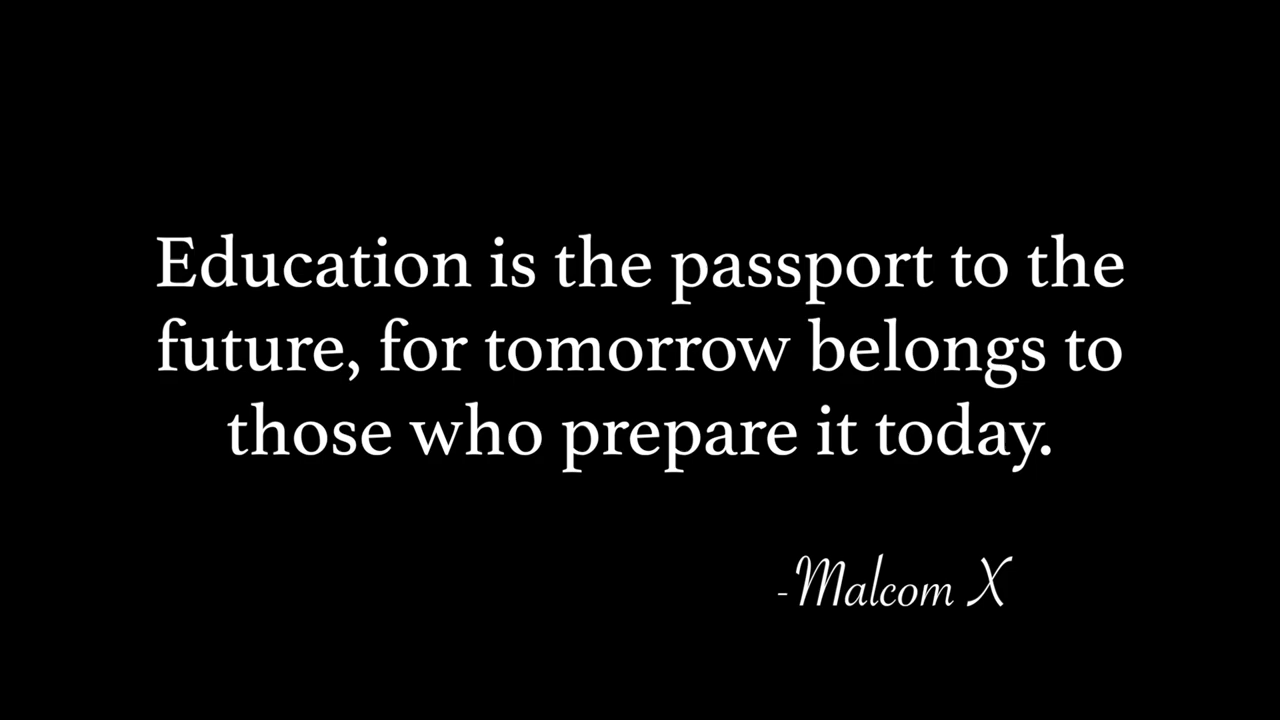 Education is the passport to the
future, for tomorrow belongs to
those who prepare it today.
-Malcom X